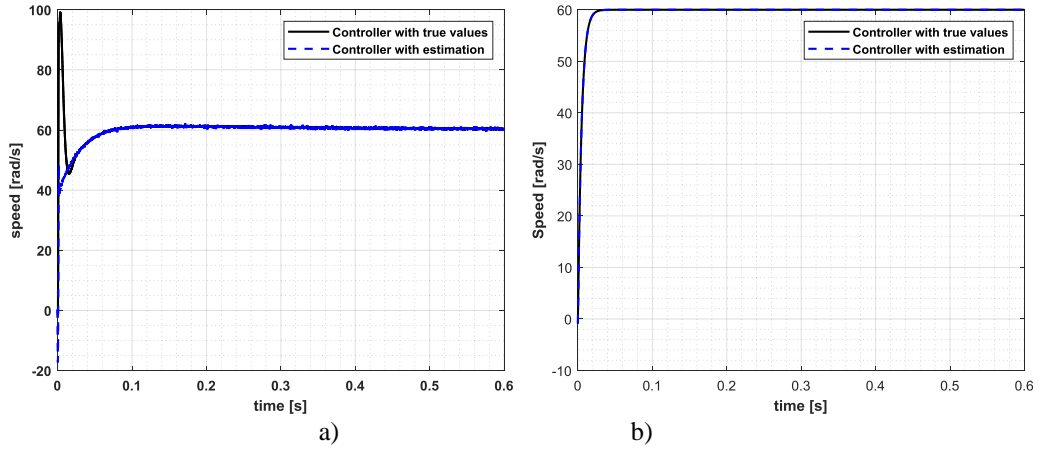 Controller with true values
Controller with estimation
100
80
60
40
20
0
-20
speed [rad/s]
0
0.1
0.2
0.3
0.4
0.5
0.6
time [s]
a)
Controller with true values
Controller with estimation
60
50
40
30
20
10
0
-10
Speed [rad/s]
0
0.1
0.2
0.3
0.4
0.5
0.6
time [s]
b)